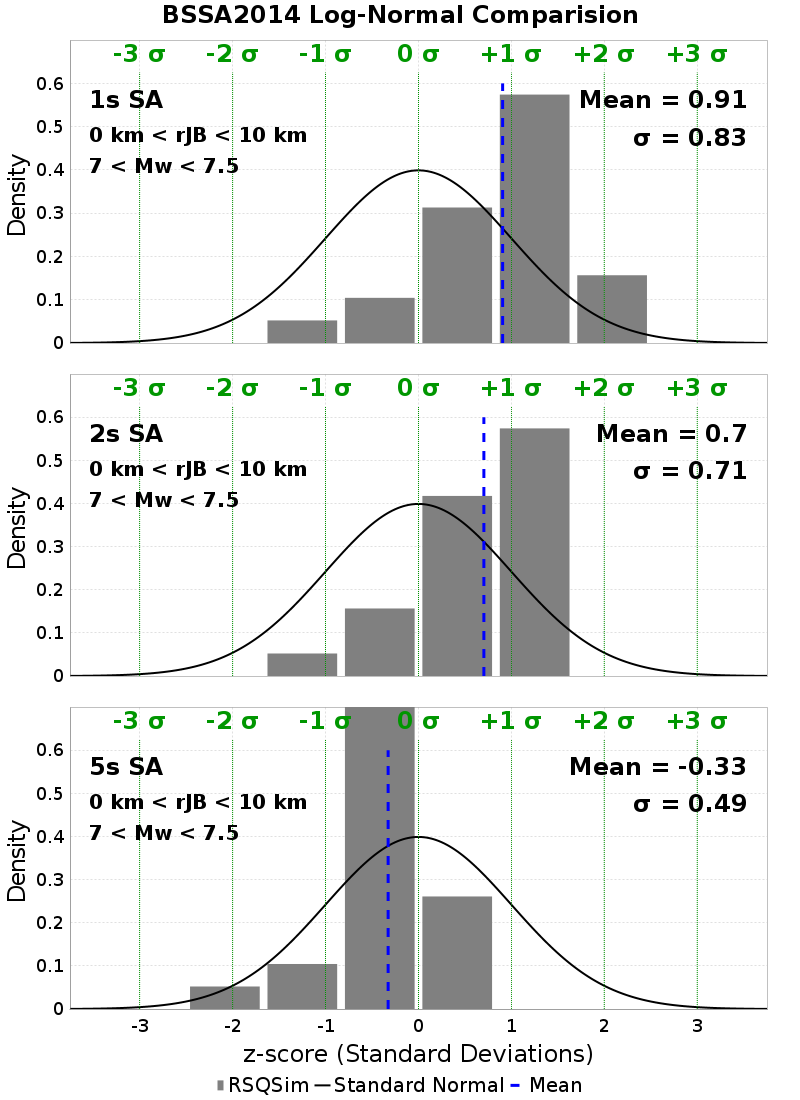 BSSA2014 Log-Normal Comparision
-3 σ -2 σ -1 σ 0 σ +1 σ +2 σ +3 σ
1s SA
0 km < rJB < 10 km
7 < Mw < 7.5
Mean = 0.91
σ = 0.83
Density
0.6
0.5
0.4
0.3
0.2
0.1
0
-3 σ -2 σ -1 σ 0 σ +1 σ +2 σ +3 σ
2s SA
0 km < rJB < 10 km
7 < Mw < 7.5
Mean = 0.7
σ = 0.71
Density
0.6
0.5
0.4
0.3
0.2
0.1
0
-3 σ -2 σ -1 σ 0 σ +1 σ +2 σ +3 σ
5s SA
0 km < rJB < 10 km
7 < Mw < 7.5
Mean = -0.33
σ = 0.49
Density
0.6
0.5
0.4
0.3
0.2
0.1
0
-3 -2 -1 0 1 2 3
z-score (Standard Deviations)
RSQSim Standard Normal Mean